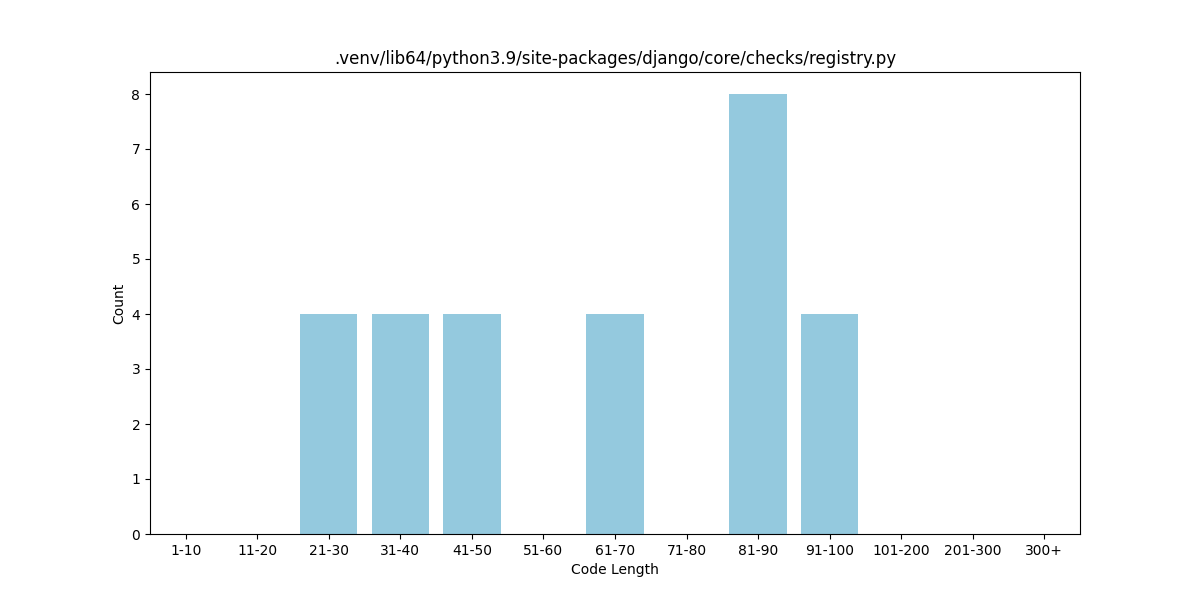 .venv/lib64/python3.9/site-packages/django/core/checks/registry.py
8
7
6
5
4
3
2
1
0
Count
1-10 11-20 21-30 31-40 41-50 51-60 61-70 71-80 81-90 91-100 101-200 201-300 300+
Code Length